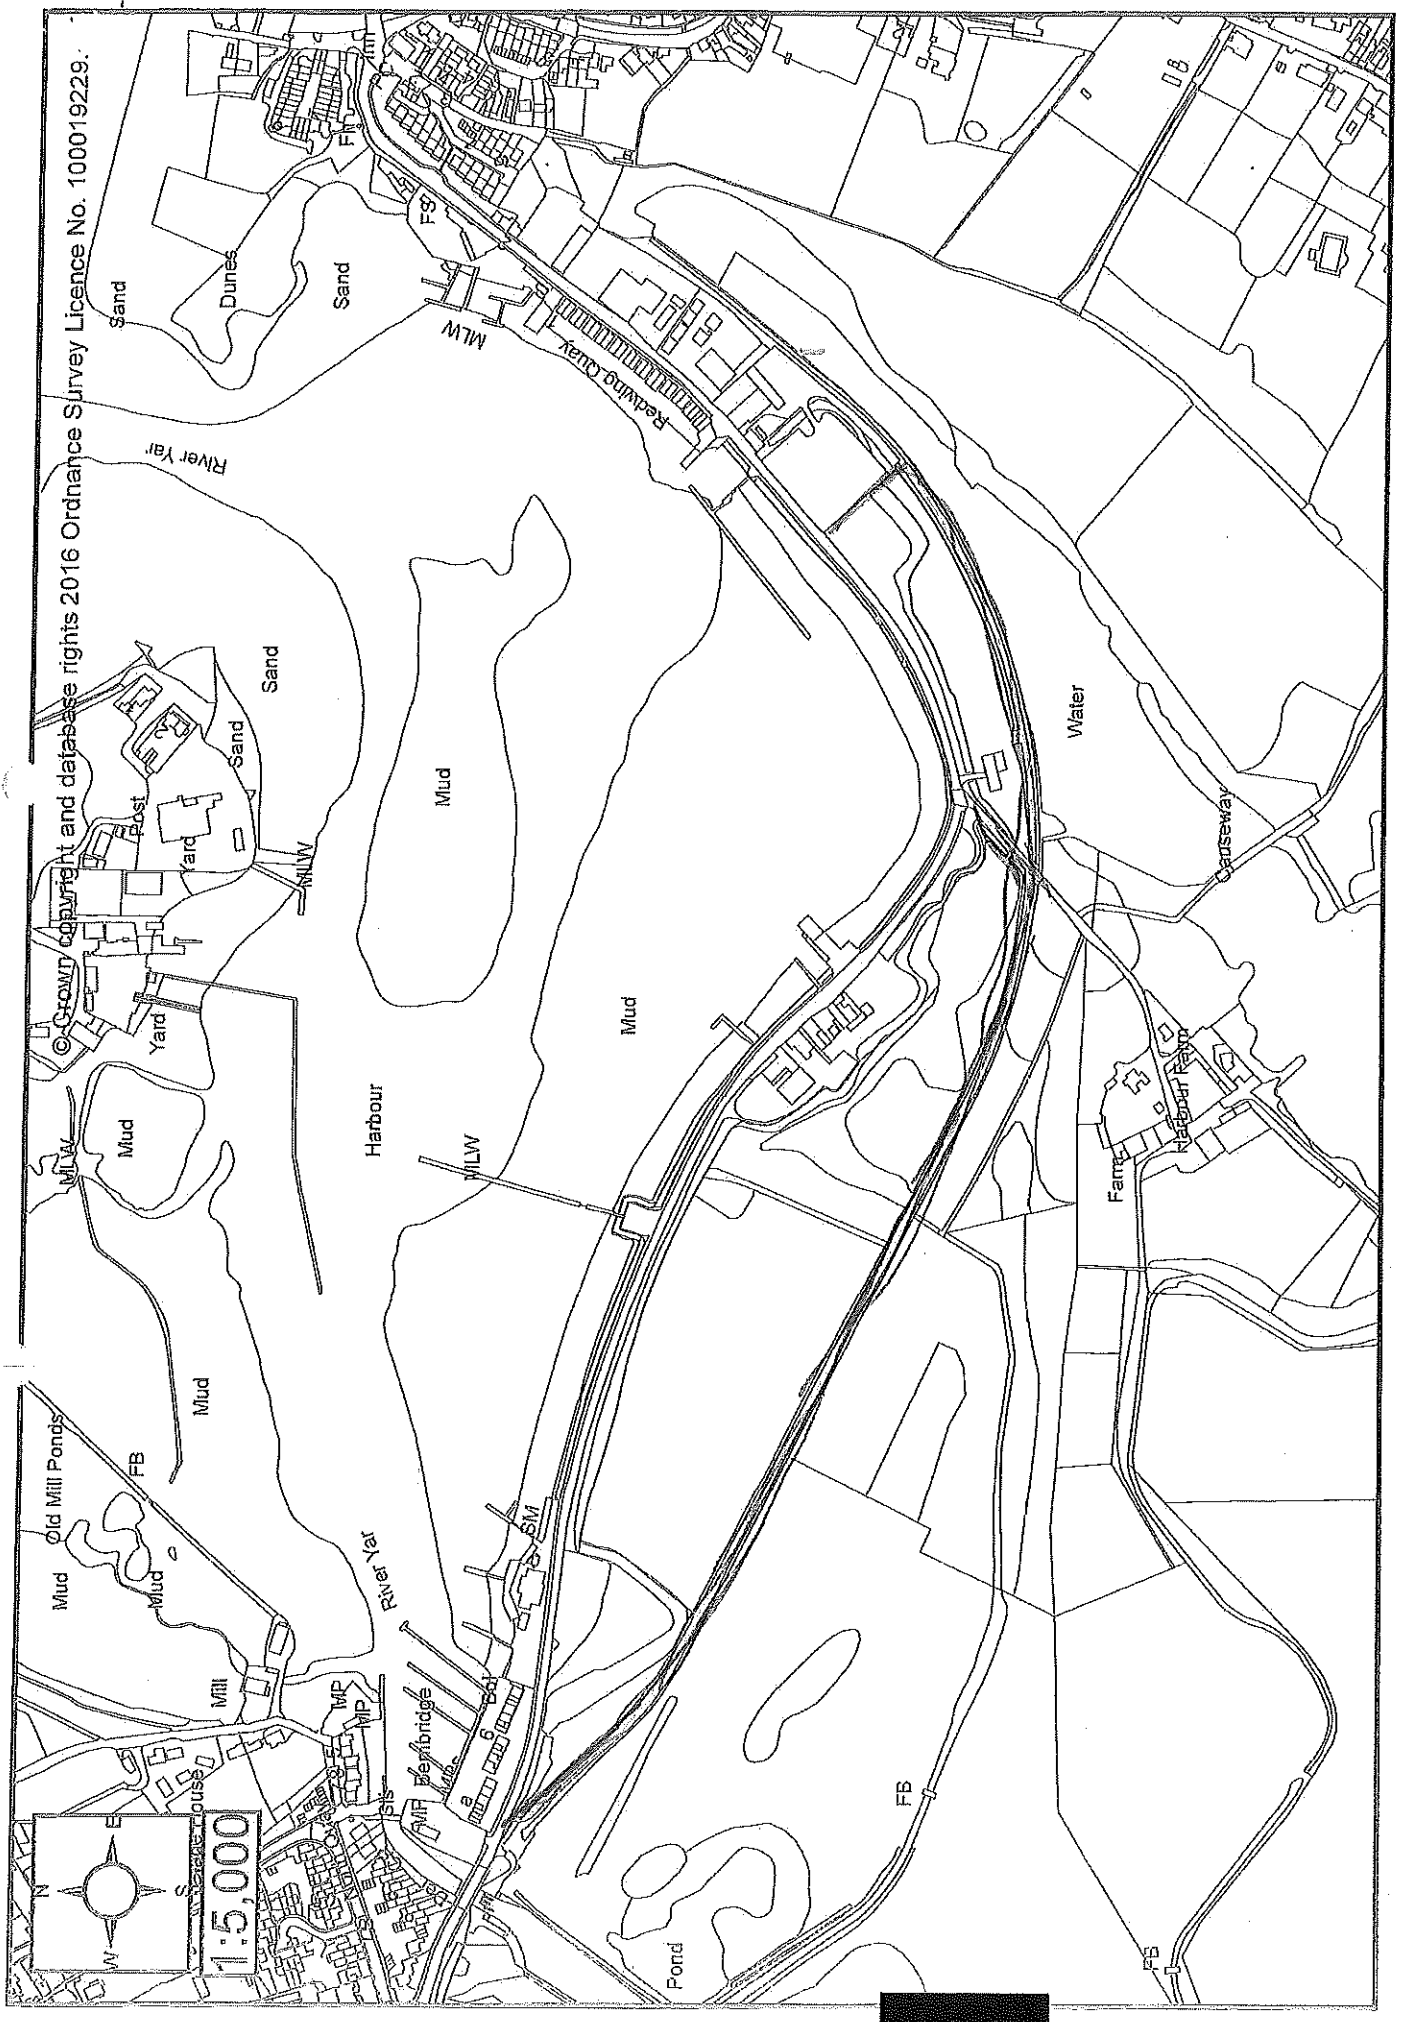 © Crown copyright and database rights 2016 Ordnance Survey Licence No. 100019229.
N
W
E
S
1:5,000
Old Mill Ponds
Mud
Mud
FB
Mill
MP
MP
MP
Bembridge
River Yar
Mud
MLW
Mud
Yard
Post
Yard
MLW
Sand
Sand
River Yar
Sand
Dunes
Sand
FS
MLW
Redwing Quay
Mud
Harbour
MLW
Mud
SM
6
a
Water
Harbour Farm
Farm
Pond
FB
FB